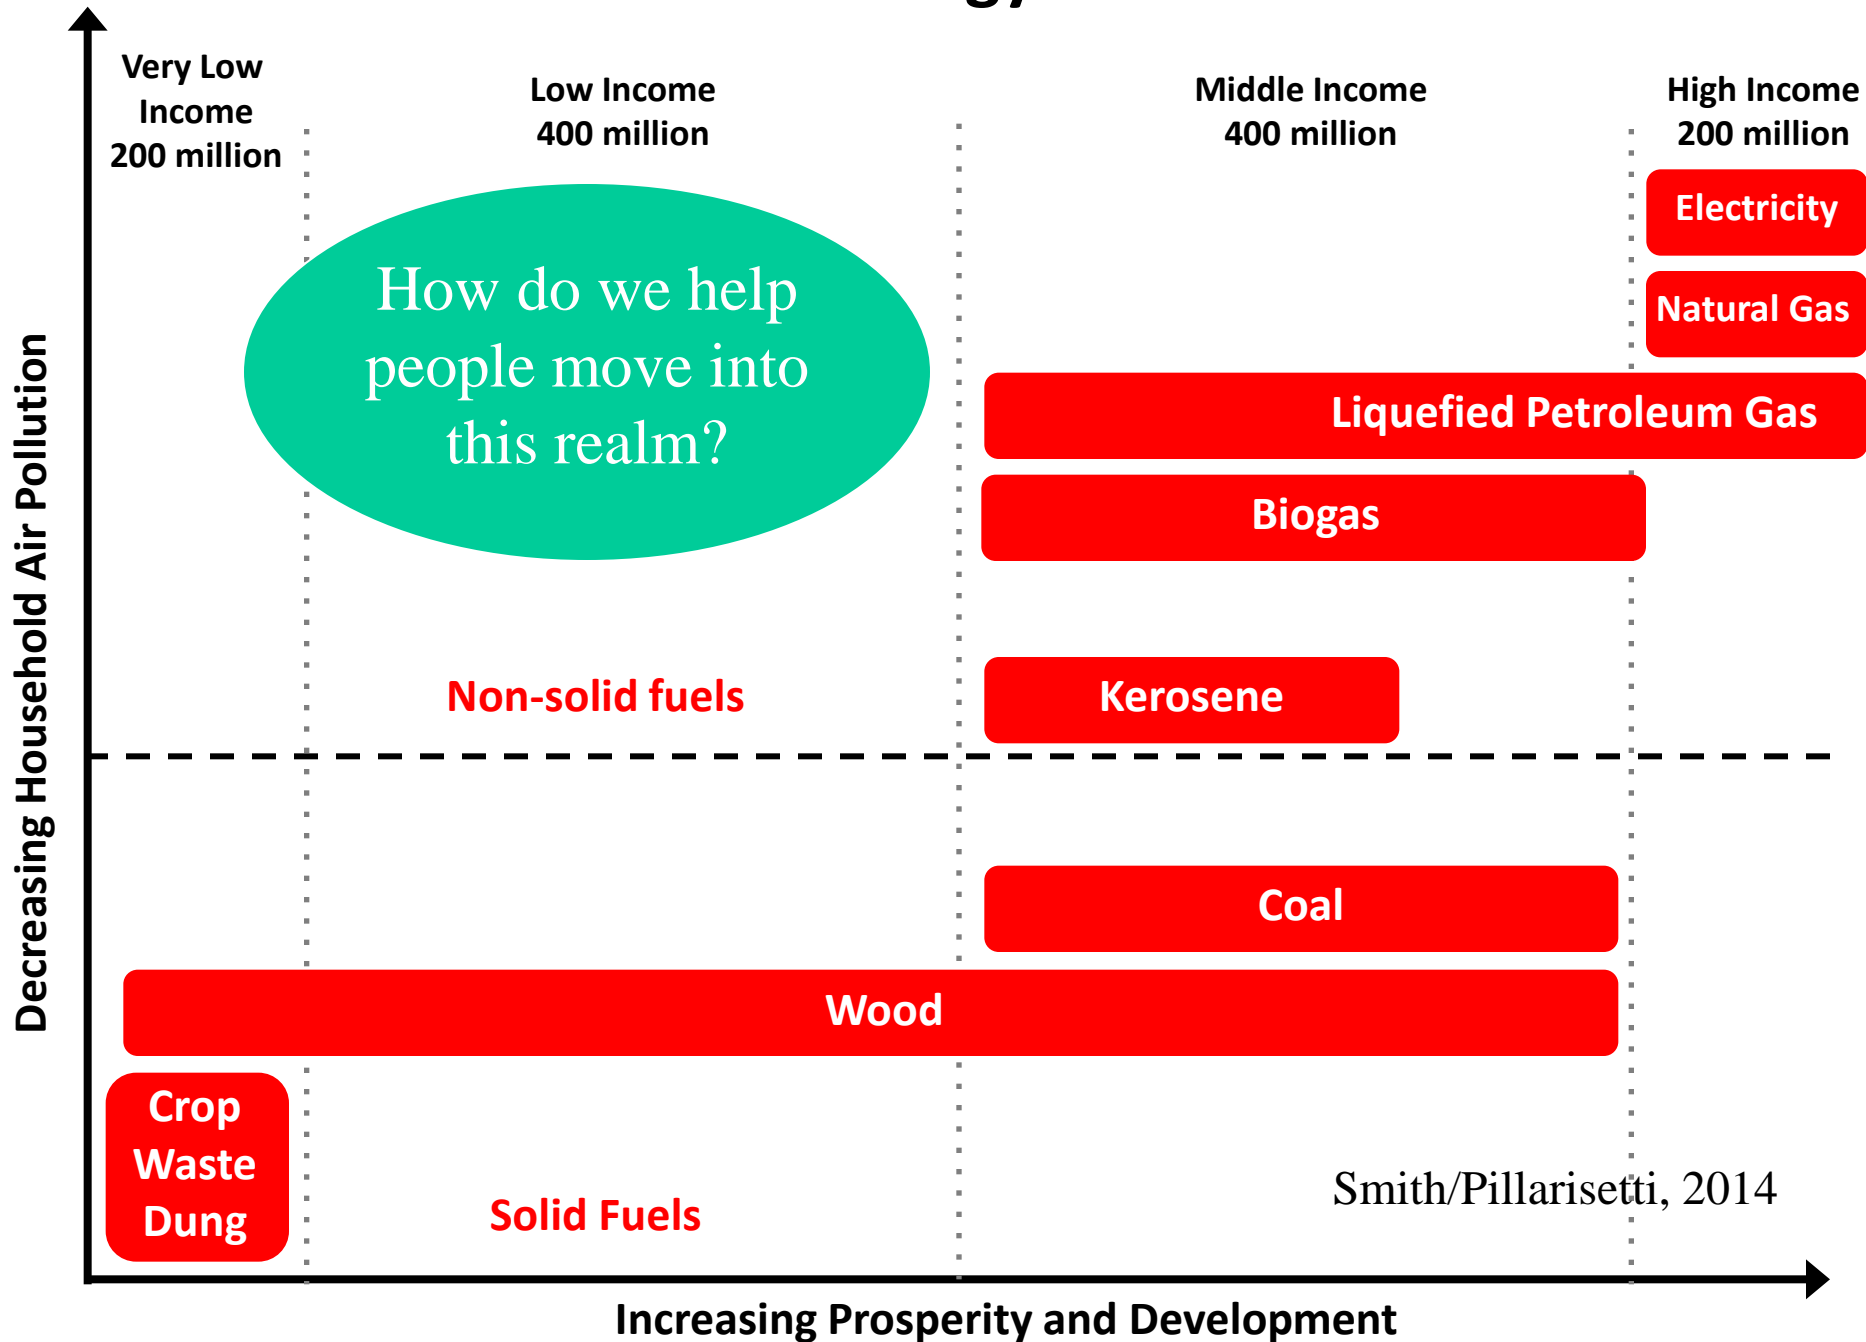 Very Low
Income
200 million
Low Income
400 million
Middle Income
400 million
High Income
200 million
Electricity
Natural Gas
Liquefied Petroleum Gas
Biogas
How do we help
people move into
this realm?
Non-solid fuels
Kerosene
Coal
Wood
Crop
Waste
Dung
Solid Fuels
Smith/Pillarisetti, 2014
Decreasing Household Air Pollution
Increasing Prosperity and Development